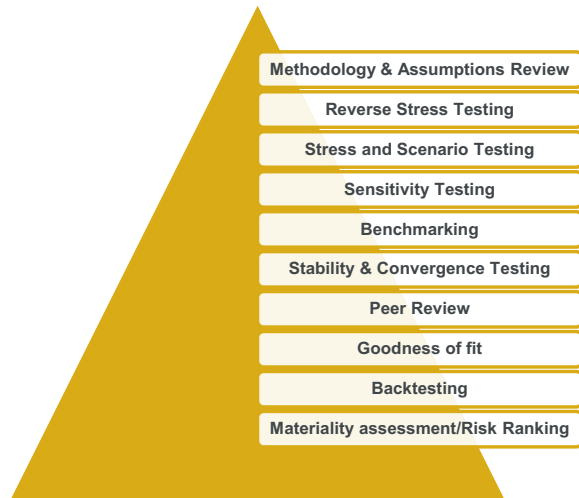 Methodology & Assumptions Review
Reverse Stress Testing
Stress and Scenario Testing
Sensitivity Testing
Benchmarking
Stability & Convergence Testing
Peer Review
Goodness of fit
Backtesting
Materiality assessment/Risk Ranking